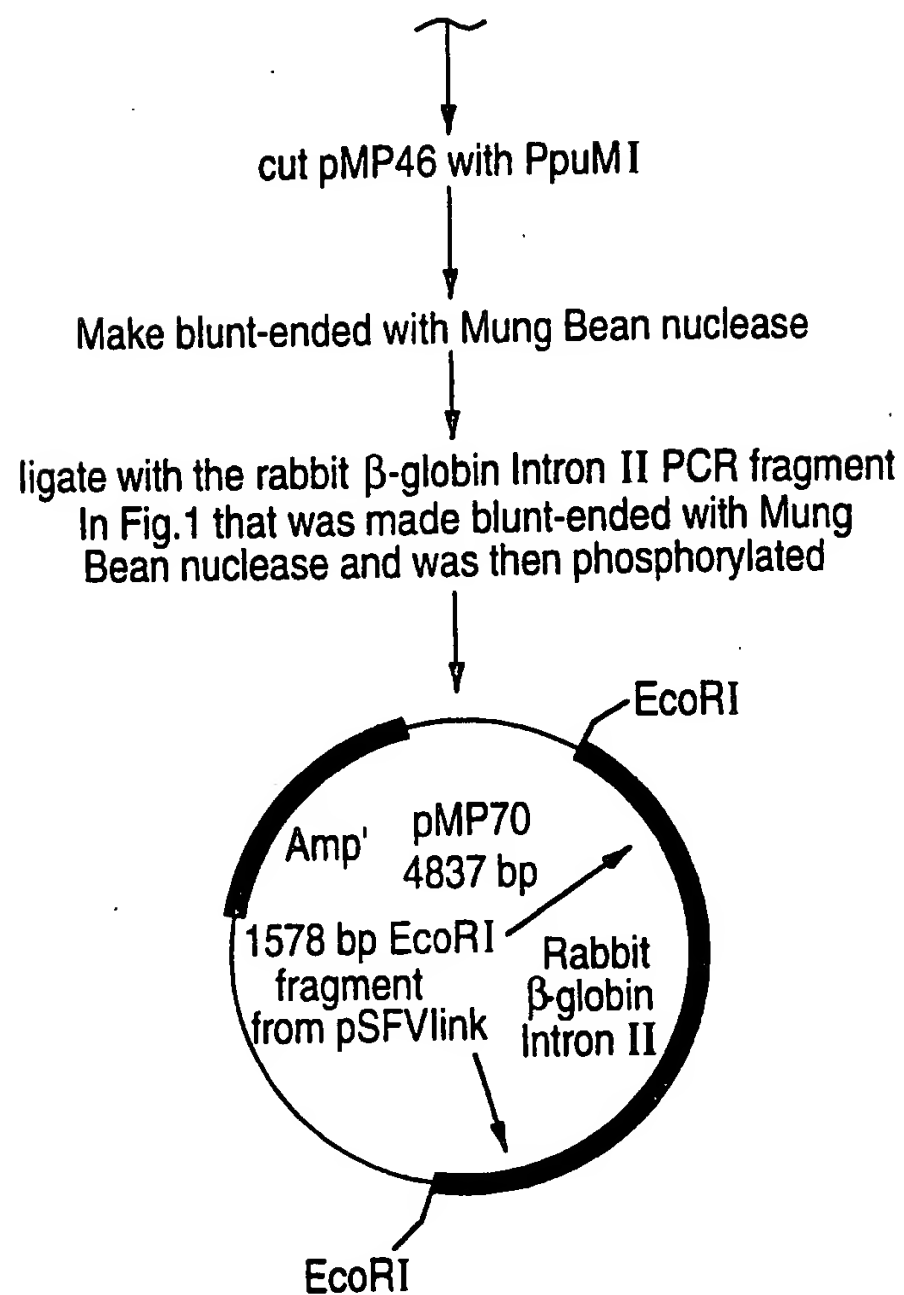 cut pMP46 with PpuMI
Make blunt-ended with Mung Bean nuclease
ligate with the rabbit β-globin Intron II PCR fragment
In Fig.1 that was made blunt-ended with Mung
Bean nuclease and was then phosphorylated
EcoRI
Amp'
pMP70
4837 bp
1578 bp EcoRI
fragment
from pSFVlink
Rabbit
β-globin
Intron II
EcoRI